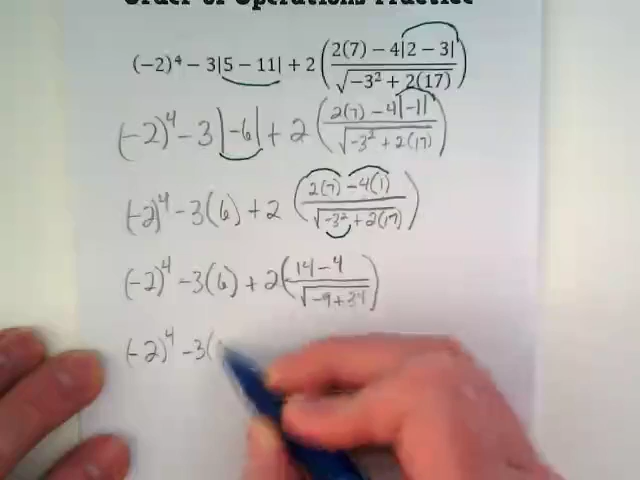 Order of Operations Practice
(-2)⁴ − 3|5 − 11| + 2 ( 2(7) − 4|2 − 3| / √(−3² + 2(17)) )
(-2)⁴ − 3|-6| + 2 ( 2(7) − 4|-1| / √(−3² + 2(17)) )
(-2)⁴ − 3(6) + 2 ( 2(7) − 4(1) / √(−3² + 2(17)) )
(-2)⁴ − 3(6) + 2 ( 14 − 4 / √(−9 + 34) )
(-2)⁴ − 3(